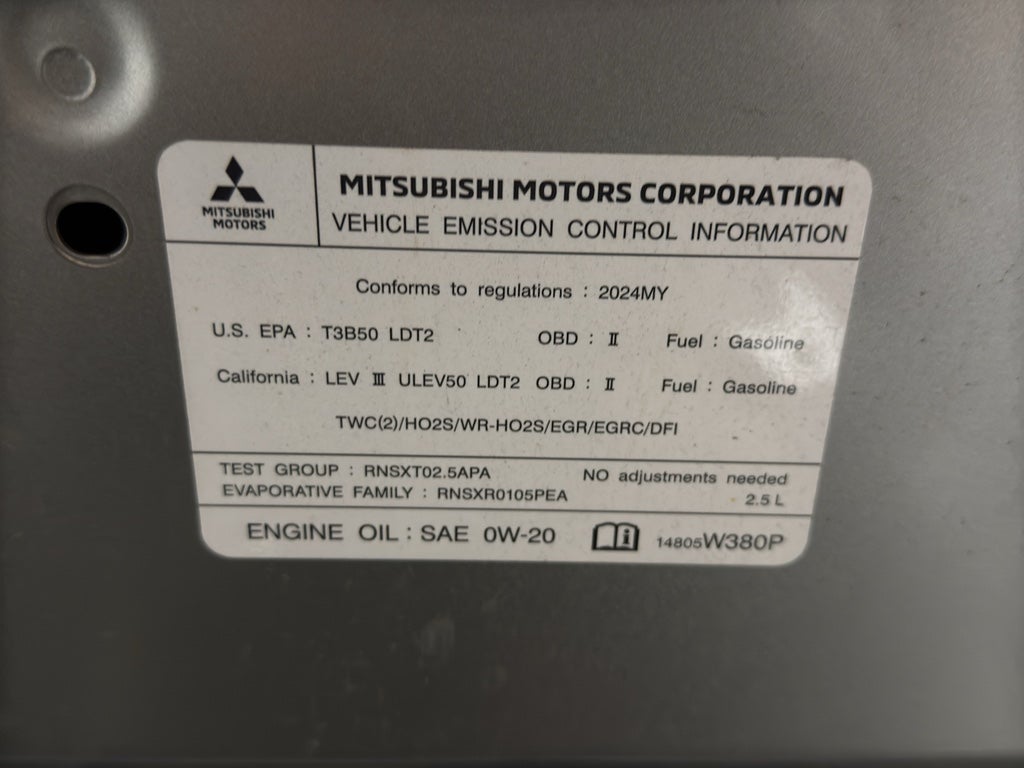 MITSUBISHI
MOTORS
MITSUBISHI MOTORS CORPORATION
VEHICLE EMISSION CONTROL INFORMATION
Conforms to regulations : 2024MY
U.S. EPA : T3B50 LDT2 OBD : Ⅱ Fuel : Gasoline
California : LEV Ⅲ ULEV50 LDT2 OBD : Ⅱ Fuel : Gasoline
TWC(2)/HO2S/WR-HO2S/EGR/EGRC/DFI
TEST GROUP : RNSXT02.5APA NO adjustments needed
EVAPORATIVE FAMILY : RNSXR0105PEA 2.5 L
ENGINE OIL : SAE 0W-20 14805W380P